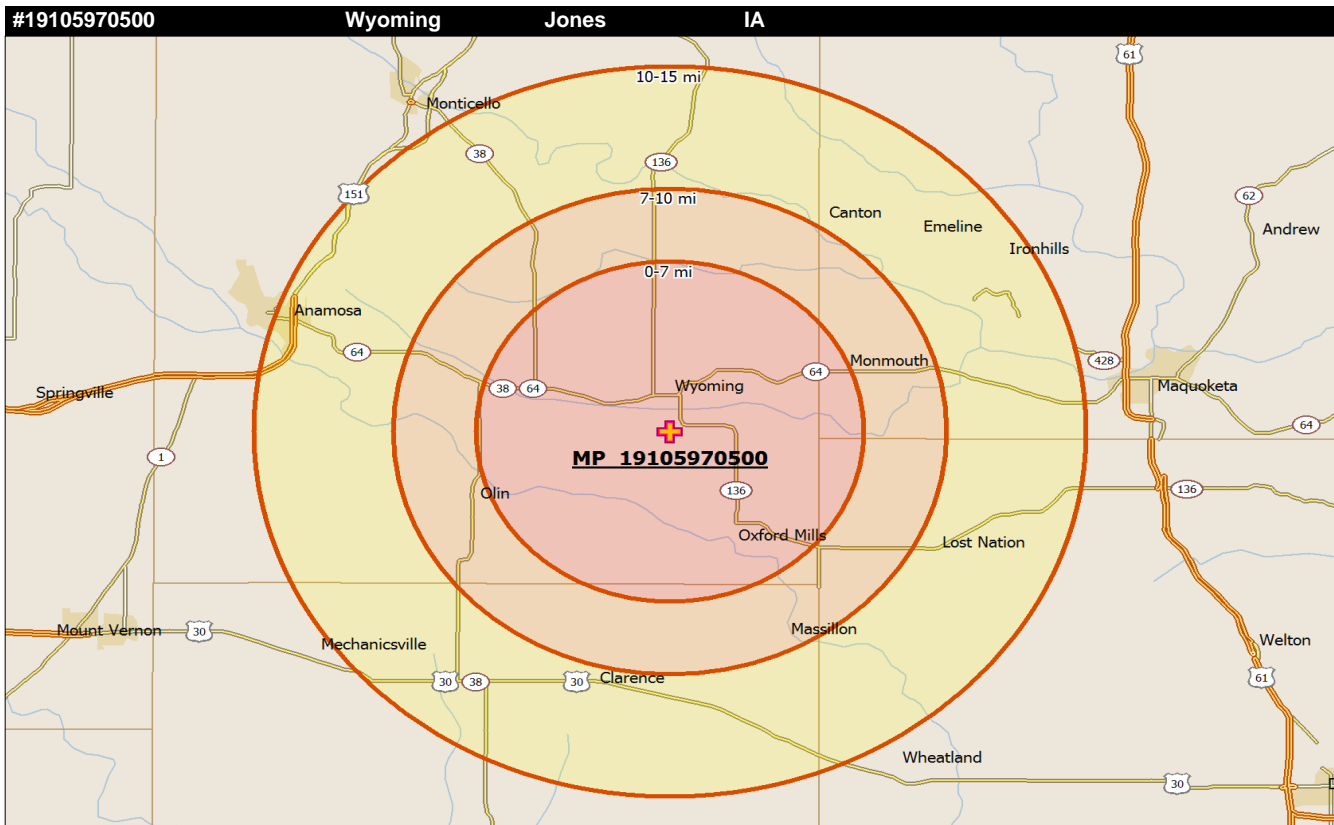 #19105970500 Wyoming Jones IA
61
10-15 mi
Monticello
38
136
151
7-10 mi
62
Canton
Emeline
Andrew
Ironhills
0-7 mi
Anamosa
64
428
Monmouth
64
Springville
38 64
Wyoming
Maquoketa
64
1
MP 19105970500
136
136
Olin
Oxford Mills
Lost Nation
Mount Vernon
30
Massillon
Mechanicsville
Welton
30 38 30
Clarence
61
Wheatland
30
D